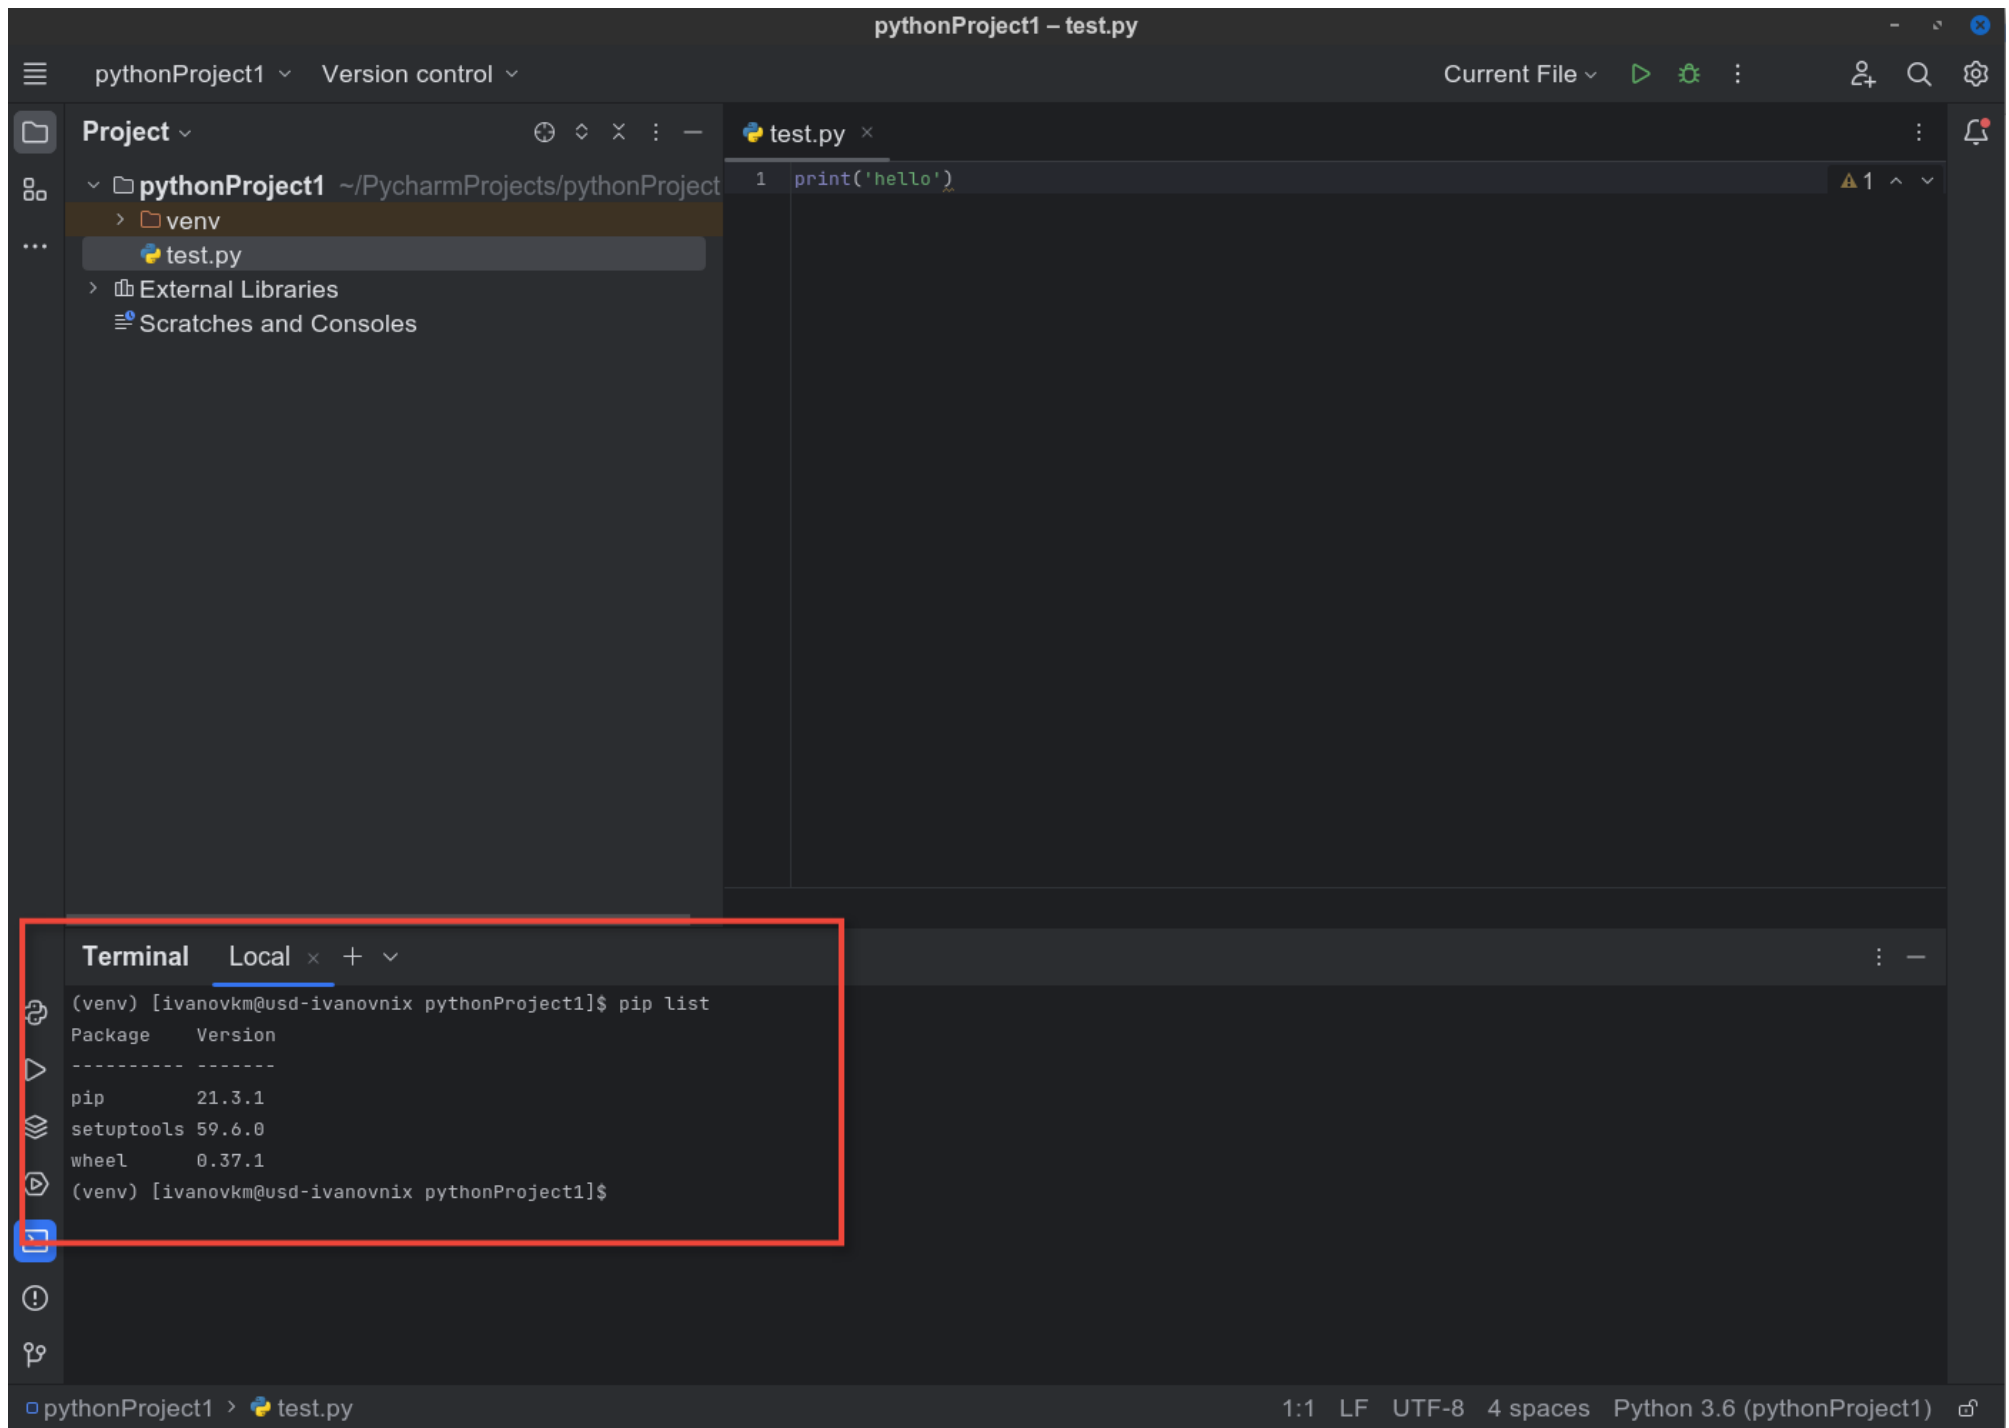 pythonProject1 – test.py
pythonProject1 Version control Current File
Project
pythonProject1 ~/PycharmProjects/pythonProject
venv
test.py
External Libraries
Scratches and Consoles
test.py
1 print('hello')
1
Terminal Local
(venv) [ivanovkm@usd-ivanovnix pythonProject1]$ pip list
Package    Version
---------- -------
pip        21.3.1
setuptools 59.6.0
wheel      0.37.1
(venv) [ivanovkm@usd-ivanovnix pythonProject1]$
pythonProject1 > test.py 1:1 LF UTF-8 4 spaces Python 3.6 (pythonProject1)